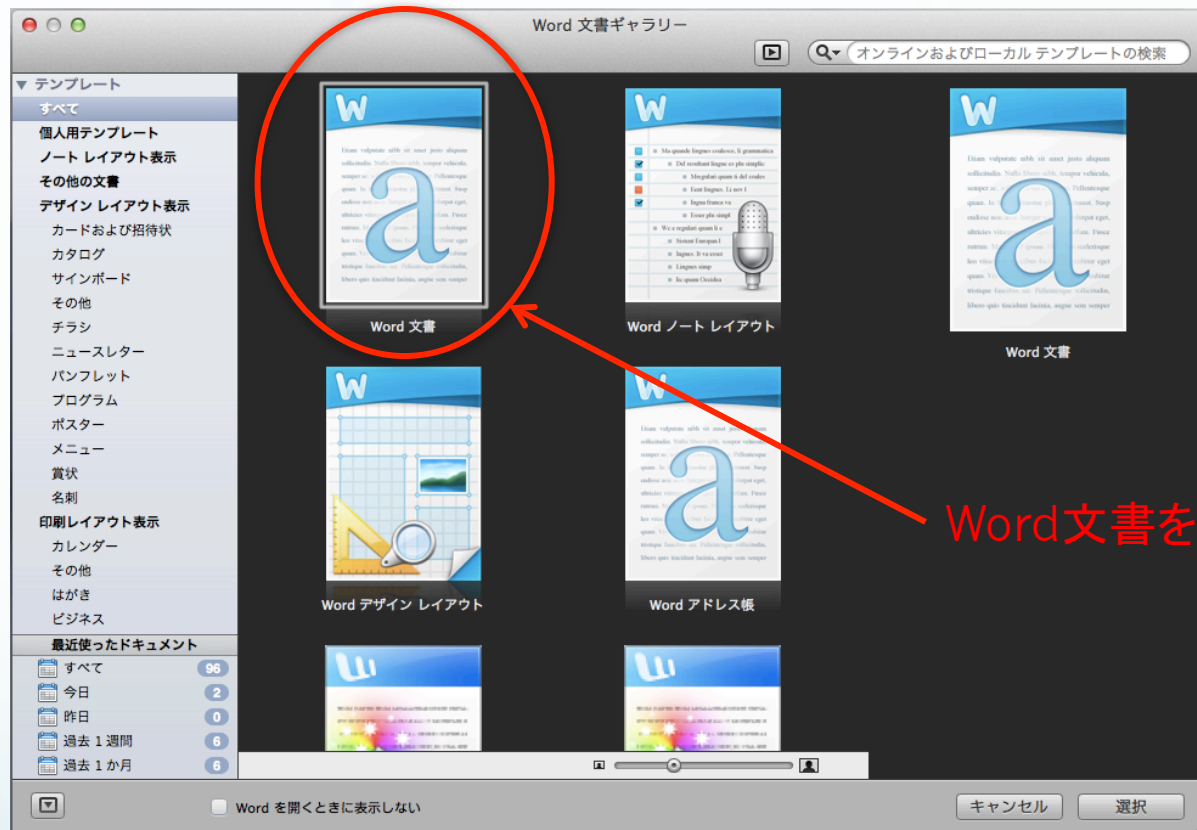 Word 文書ギャラリー
オンラインおよびローカル テンプレートの検索
テンプレート
すべて
個人用テンプレート
ノート レイアウト表示
その他の文書
デザイン レイアウト表示
カードおよび招待状
カタログ
サインボード
その他
チラシ
ニュースレター
パンフレット
プログラム
ポスター
メニュー
賞状
名刺
印刷レイアウト表示
カレンダー
その他
はがき
ビジネス
最近使ったドキュメント
すべて 96
今日 2
昨日 0
過去 1 週間 6
過去 1 か月 6
Word 文書
Word ノート レイアウト
Word 文書
Word デザイン レイアウト
Word アドレス帳
Word文書を
Word を開くときに表示しない
キャンセル
選択